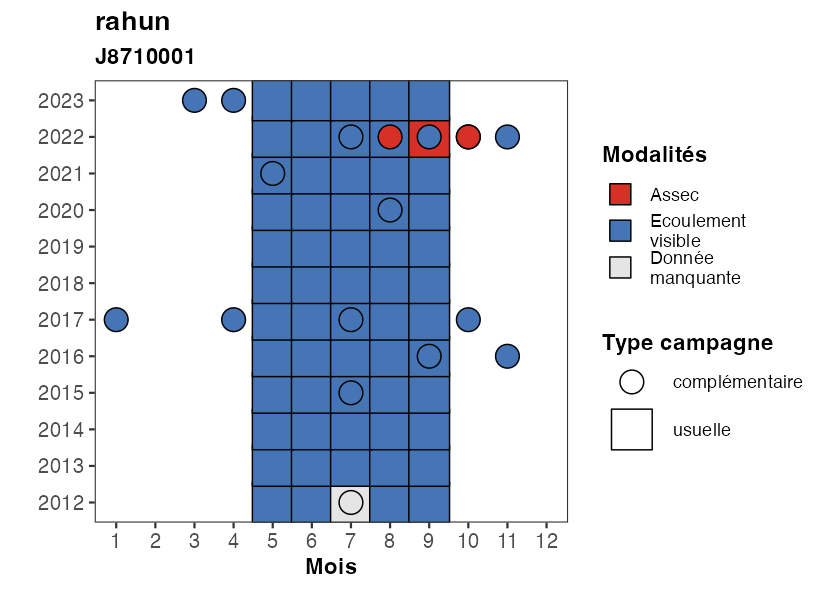 rahun
J8710001
2023
2022
2021
2020
2019
2018
2017
2016
2015
2014
2013
2012
1 2 3 4 5 6 7 8 9 10 11 12
Mois
Modalités
Assec
Ecoulement
visible
Donnée
manquante
Type campagne
complémentaire
usuelle